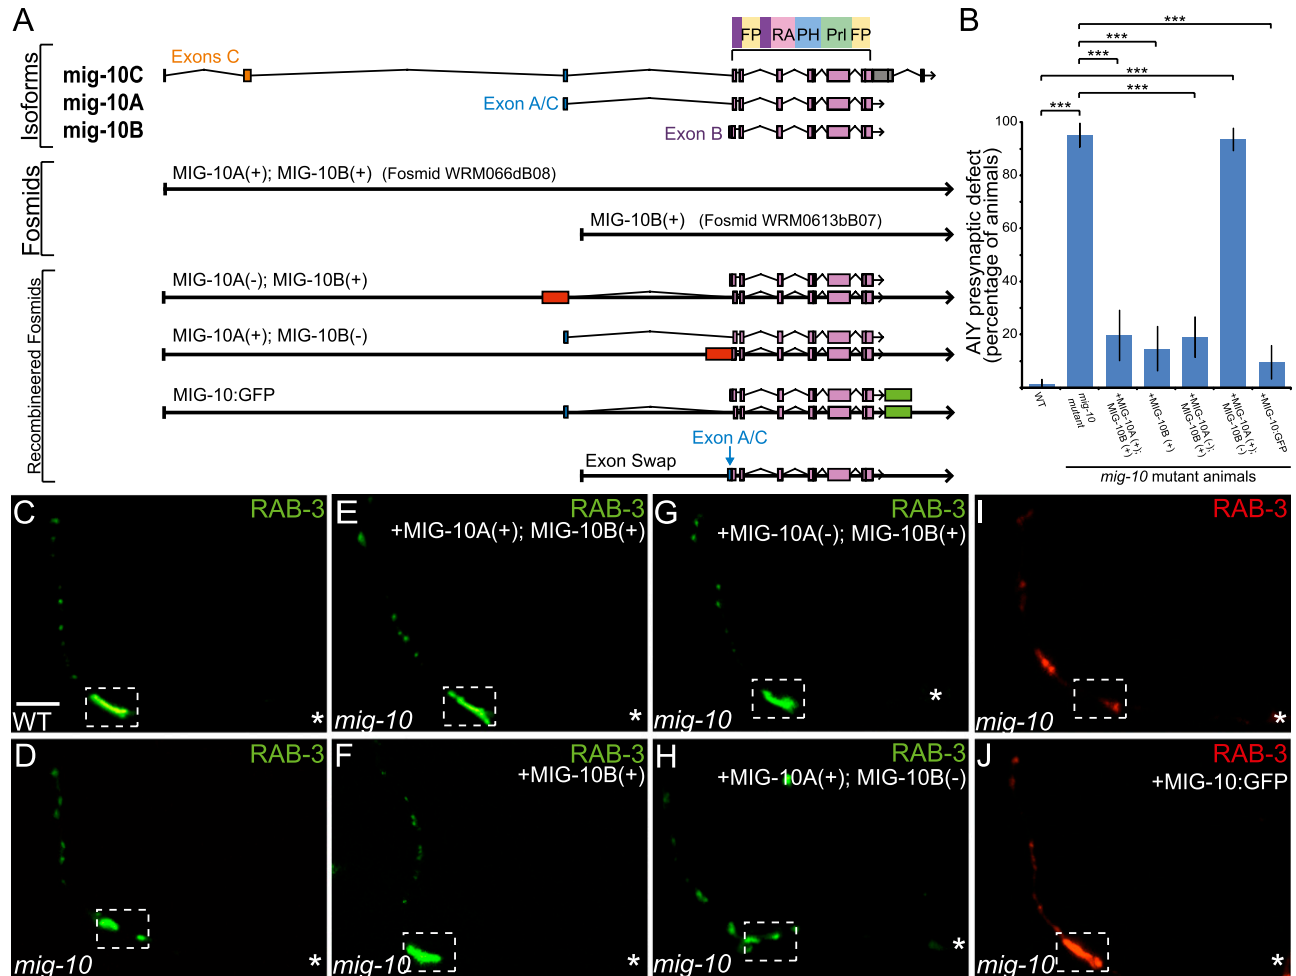 A
Isoforms
Exons C
FP RA PH Prl FP
mig-10C
mig-10A
Exon A/C
mig-10B
Exon B
Fosmids
MIG-10A(+); MIG-10B(+) (Fosmid WRM066dB08)
MIG-10B(+) (Fosmid WRM0613bB07)
Recombineered Fosmids
MIG-10A(-); MIG-10B(+)
MIG-10A(+); MIG-10B(-)
MIG-10:GFP
Exon A/C
Exon Swap
B
***
***
***
***
***
***
AIY presynaptic defect
(percentage of animals)
100
80
60
40
20
0
WT
mig-10
mutant
+MIG-10A (+);
MIG-10B (+)
+MIG-10B (+)
+MIG-10A (-);
MIG-10B (+)
+MIG-10A (+);
MIG-10B (-)
+MIG-10:GFP
mig-10 mutant animals
C
RAB-3
WT
*
E
RAB-3
+MIG-10A(+); MIG-10B(+)
mig-10
*
G
RAB-3
+MIG-10A(-); MIG-10B(+)
mig-10
*
I
RAB-3
mig-10
*
D
RAB-3
mig-10
*
F
RAB-3
+MIG-10B(+)
mig-10
*
H
RAB-3
+MIG-10A(+); MIG-10B(-)
mig-10
*
J
RAB-3
+MIG-10:GFP
mig-10
*